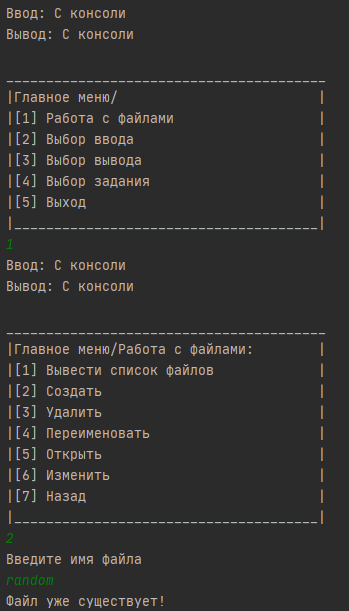 Ввод: С консоли
Вывод: С консоли
________________________________________
|Главное меню/                         |
|[1] Работа с файлами                  |
|[2] Выбор ввода                       |
|[3] Выбор вывода                      |
|[4] Выбор задания                     |
|[5] Выход                             |
|______________________________________|
1
Ввод: С консоли
Вывод: С консоли
________________________________________
|Главное меню/Работа с файлами:        |
|[1] Вывести список файлов             |
|[2] Создать                           |
|[3] Удалить                           |
|[4] Переименовать                     |
|[5] Открыть                           |
|[6] Изменить                          |
|[7] Назад                             |
|______________________________________|
2
Введите имя файла
random
Файл уже существует!